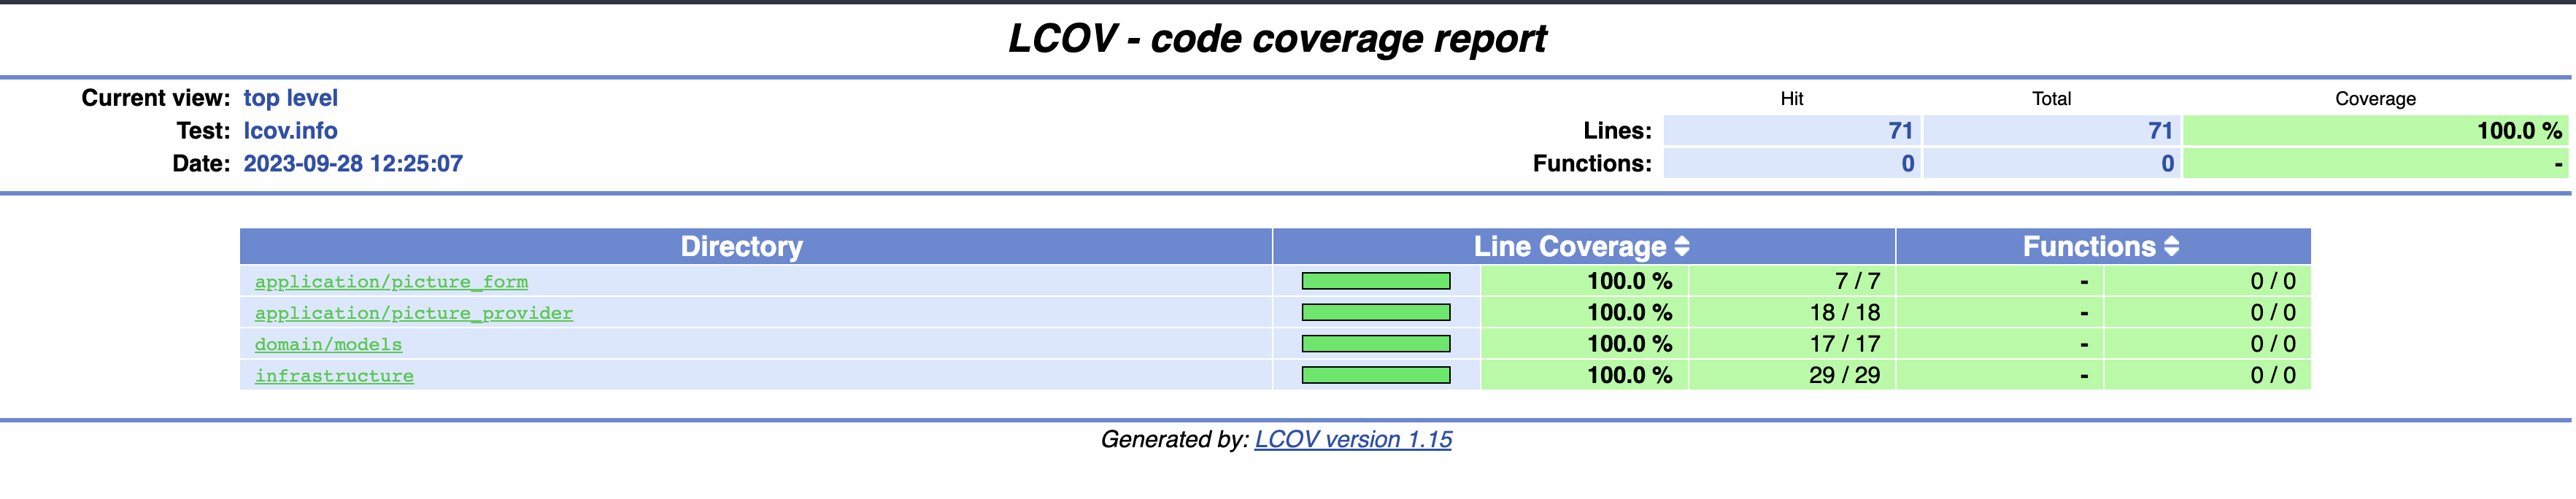 LCOV - code coverage report
Current view: top level
Hit Total Coverage
Test: lcov.info
Lines: 71 71 100.0 %
Date: 2023-09-28 12:25:07
Functions: 0 0 -
Directory Line Coverage Functions
application/picture_form 100.0 % 7 / 7 - 0 / 0
application/picture_provider 100.0 % 18 / 18 - 0 / 0
domain/models 100.0 % 17 / 17 - 0 / 0
infrastructure 100.0 % 29 / 29 - 0 / 0
Generated by: LCOV version 1.15